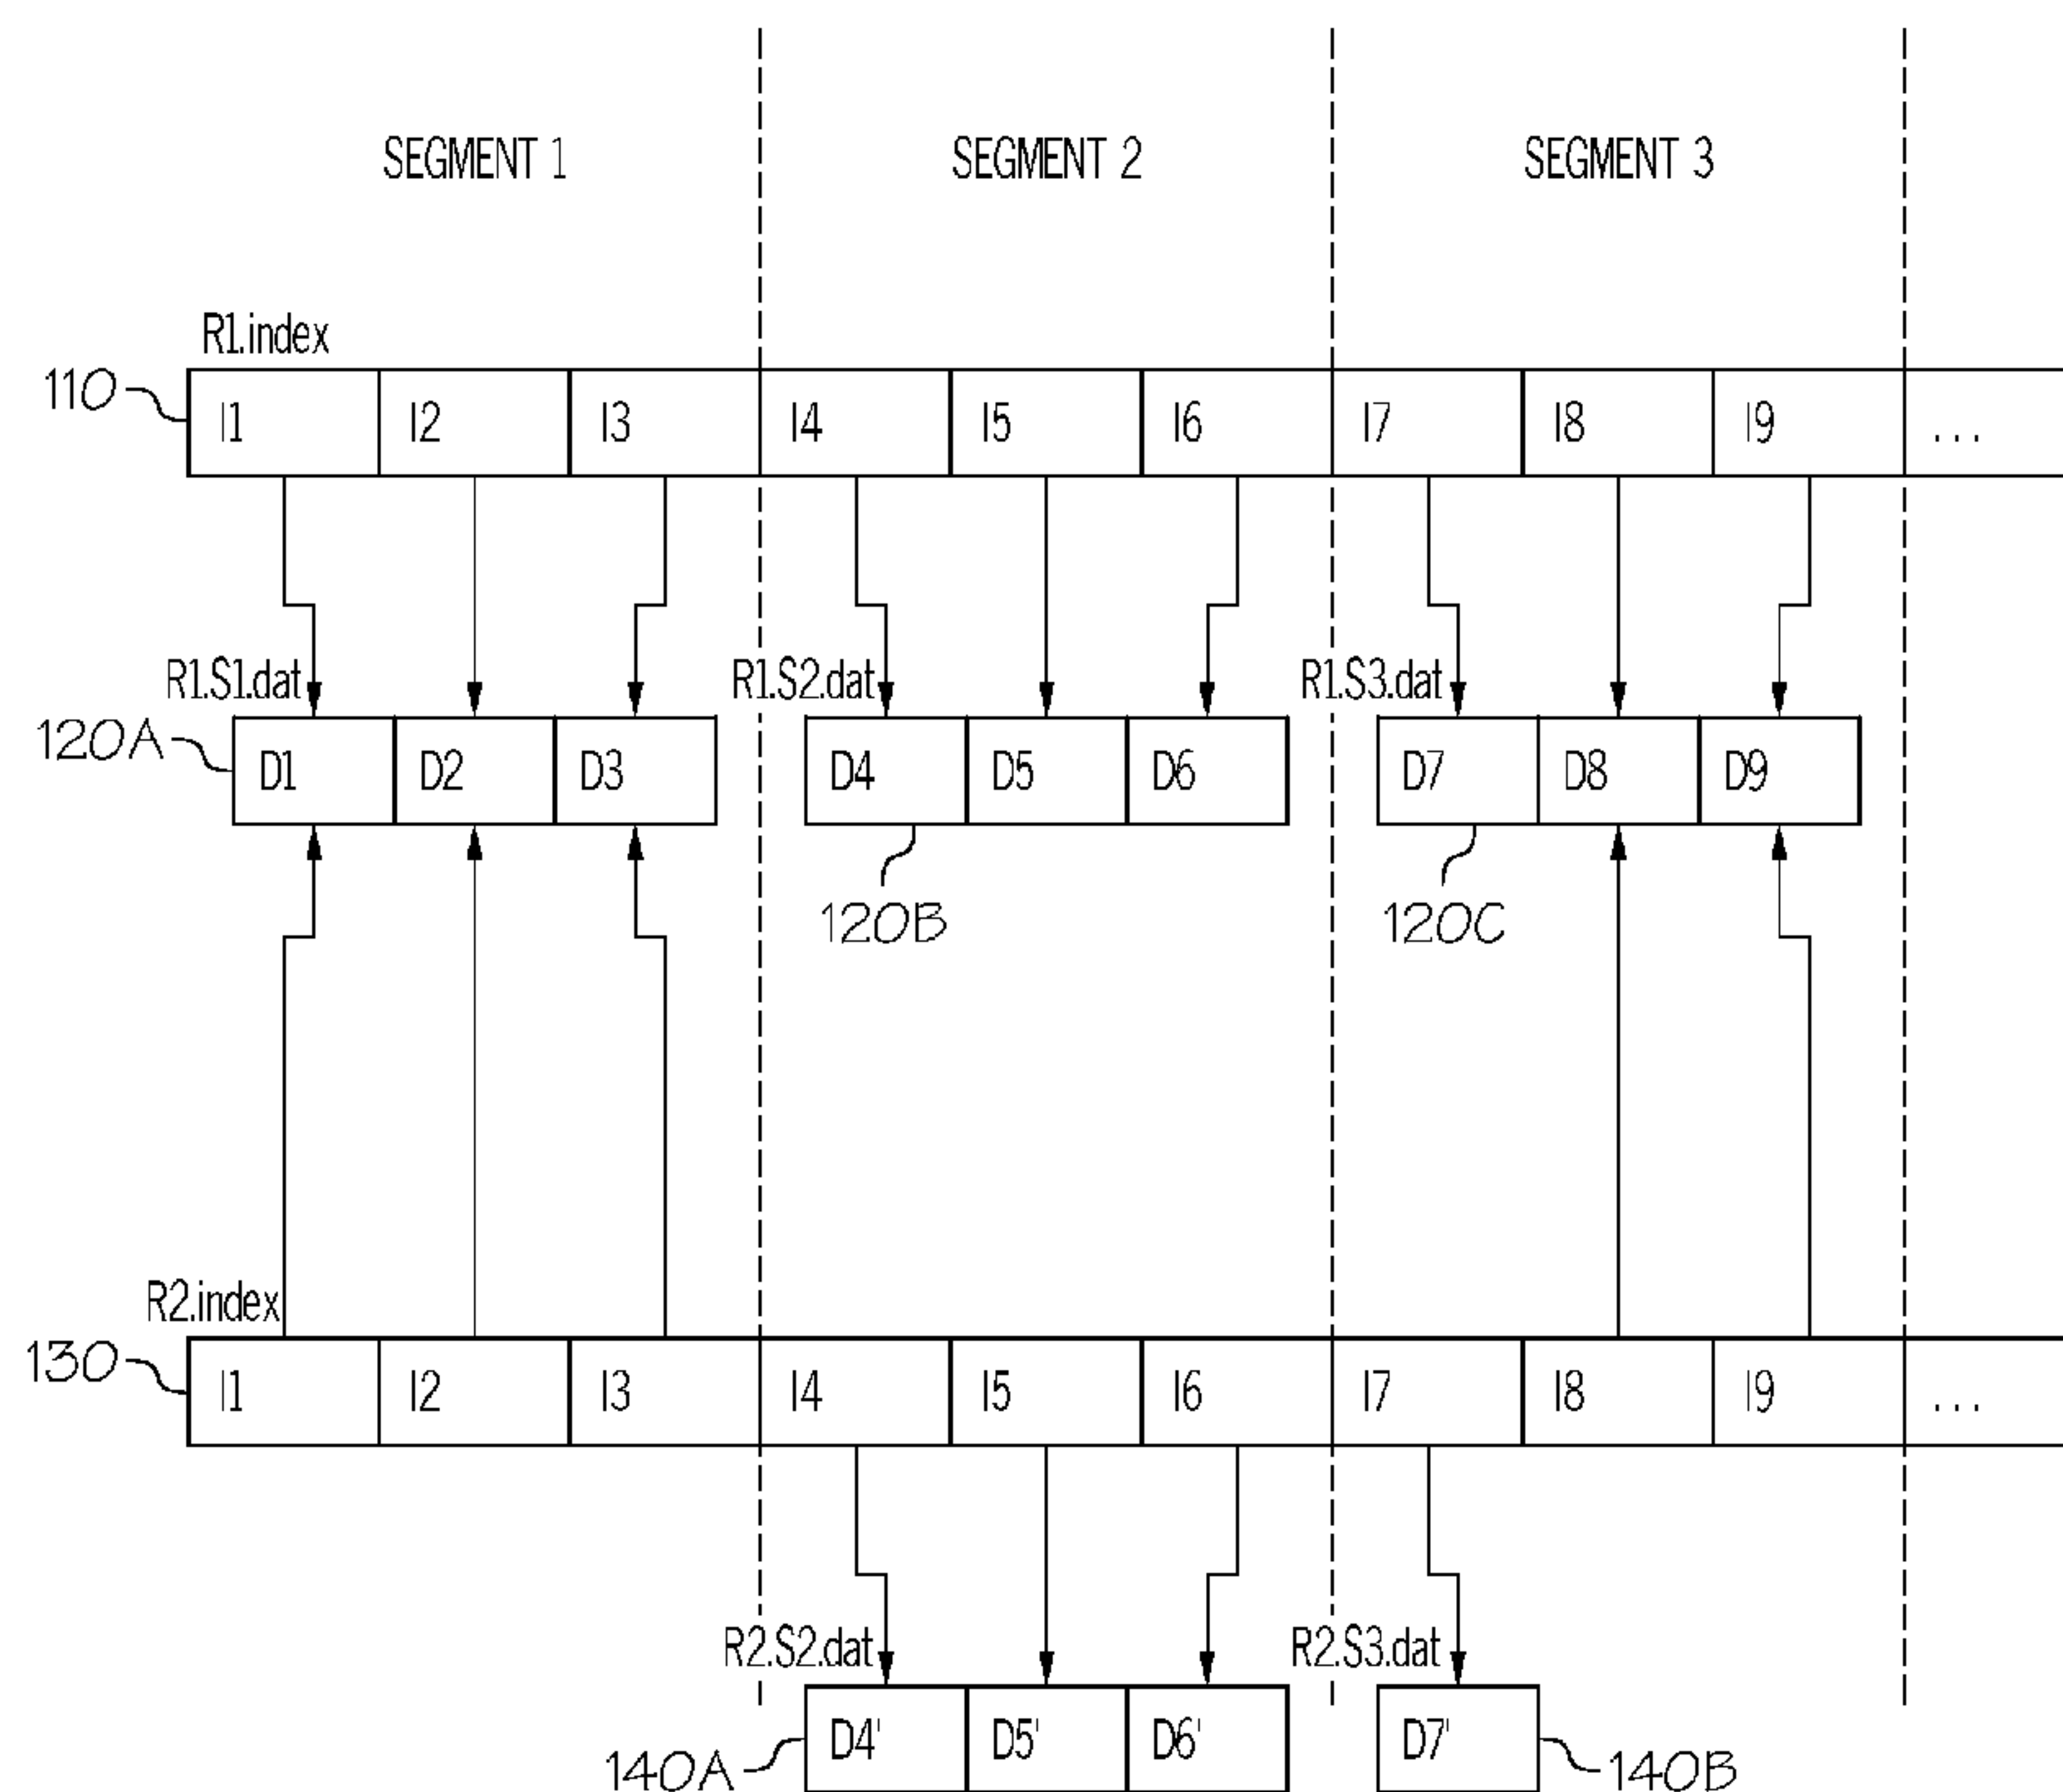 SEGMENT 1 SEGMENT 2 SEGMENT 3
R1.index
110
I1 I2 I3 I4 I5 I6 I7 I8 I9 ...
R1.S1.dat R1.S2.dat R1.S3.dat
120A
D1 D2 D3 D4 D5 D6 D7 D8 D9
120B 120C
R2.index
130
I1 I2 I3 I4 I5 I6 I7 I8 I9 ...
R2.S2.dat R2.S3.dat
D4' D5' D6' D7'
140A 140B